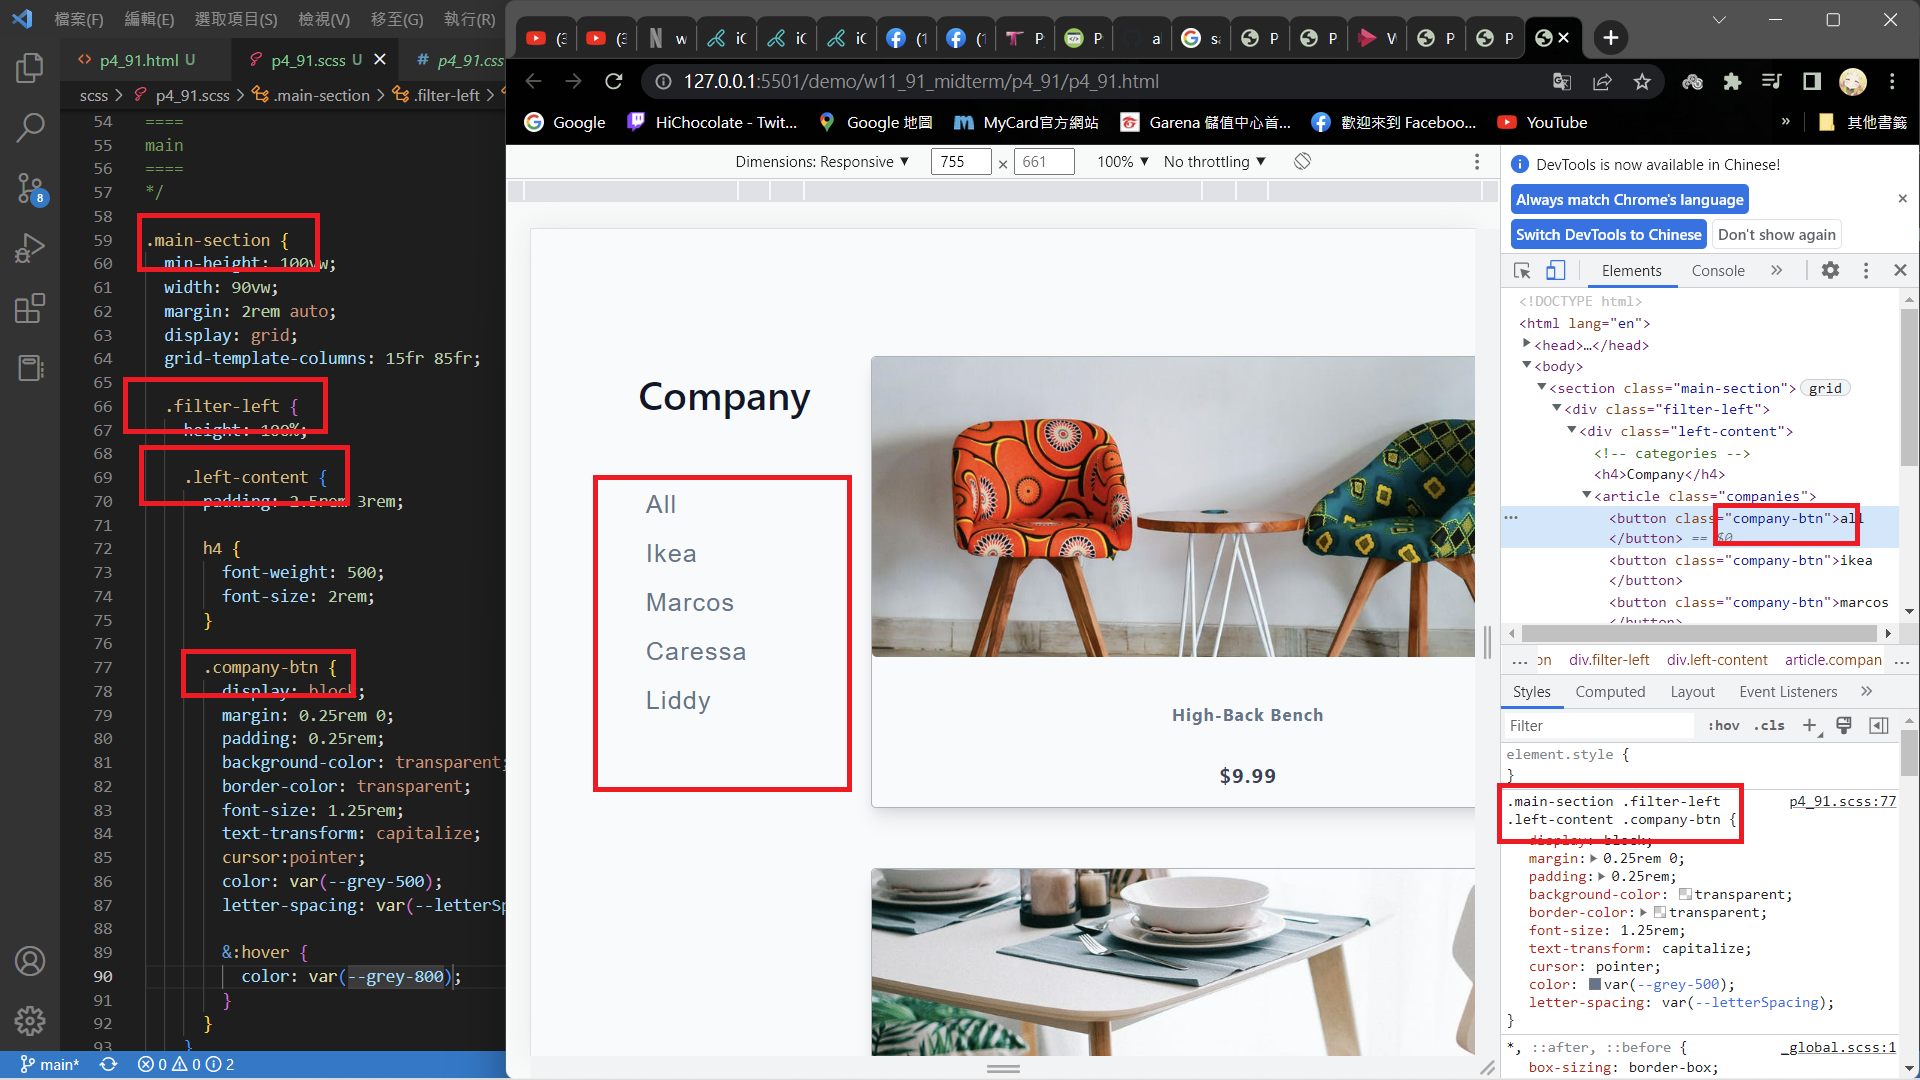 檔案(F) 編輯(E) 選取項目(S) 檢視(V) 移至(G) 執行(R)
p4_91.html U
p4_91.scss U
# p4_91.css
scss > p4_91.scss > .main-section > .filter-left >
54 ====
55 main
56 ====
57 */
58
59 .main-section {
60 min-height: 100vw;
61 width: 90vw;
62 margin: 2rem auto;
63 display: grid;
64 grid-template-columns: 15fr 85fr;
65
66 .filter-left {
67 height: 100%;
68
69 .left-content {
70 padding: 2.5rem 3rem;
71
72 h4 {
73 font-weight: 500;
74 font-size: 2rem;
75 }
76
77 .company-btn {
78 display: block;
79 margin: 0.25rem 0;
80 padding: 0.25rem;
81 background-color: transparent;
82 border-color: transparent;
83 font-size: 1.25rem;
84 text-transform: capitalize;
85 cursor:pointer;
86 color: var(--grey-500);
87 letter-spacing: var(--letterSp
88
89 &:hover {
90 color: var(--grey-800);
91 }
92 }
93 }
8
main* 0 0 2
127.0.0.1:5501/demo/w11_91_midterm/p4_91/p4_91.html
Google
HiChocolate - Twit...
Google 地圖
MyCard官方網站
Garena 儲值中心首...
歡迎來到 Faceboo...
YouTube
»
其他書籤
Dimensions: Responsive ▼ 755 × 661 100% ▼ No throttling ▼
Company
All
Ikea
Marcos
Caressa
Liddy
High-Back Bench
$9.99
DevTools is now available in Chinese!
Always match Chrome's language
Switch DevTools to Chinese
Don't show again
Elements Console »
<!DOCTYPE html>
<html lang="en">
<head>…</head>
<body>
<section class="main-section"> grid
<div class="filter-left">
<div class="left-content">
<!-- categories -->
<h4>Company</h4>
<article class="companies">
<button class="company-btn">all
</button> == $0
<button class="company-btn">ikea
</button>
<button class="company-btn">marcos
</button>
... on div.filter-left div.left-content article.compan ...
Styles Computed Layout Event Listeners »
Filter :hov .cls +
element.style {
}
.main-section .filter-left p4_91.scss:77
.left-content .company-btn {
display: block;
margin: 0.25rem 0;
padding: 0.25rem;
background-color: transparent;
border-color: transparent;
font-size: 1.25rem;
text-transform: capitalize;
cursor: pointer;
color: var(--grey-500);
letter-spacing: var(--letterSpacing);
}
*, ::after, ::before { _global.scss:1
box-sizing: border-box;